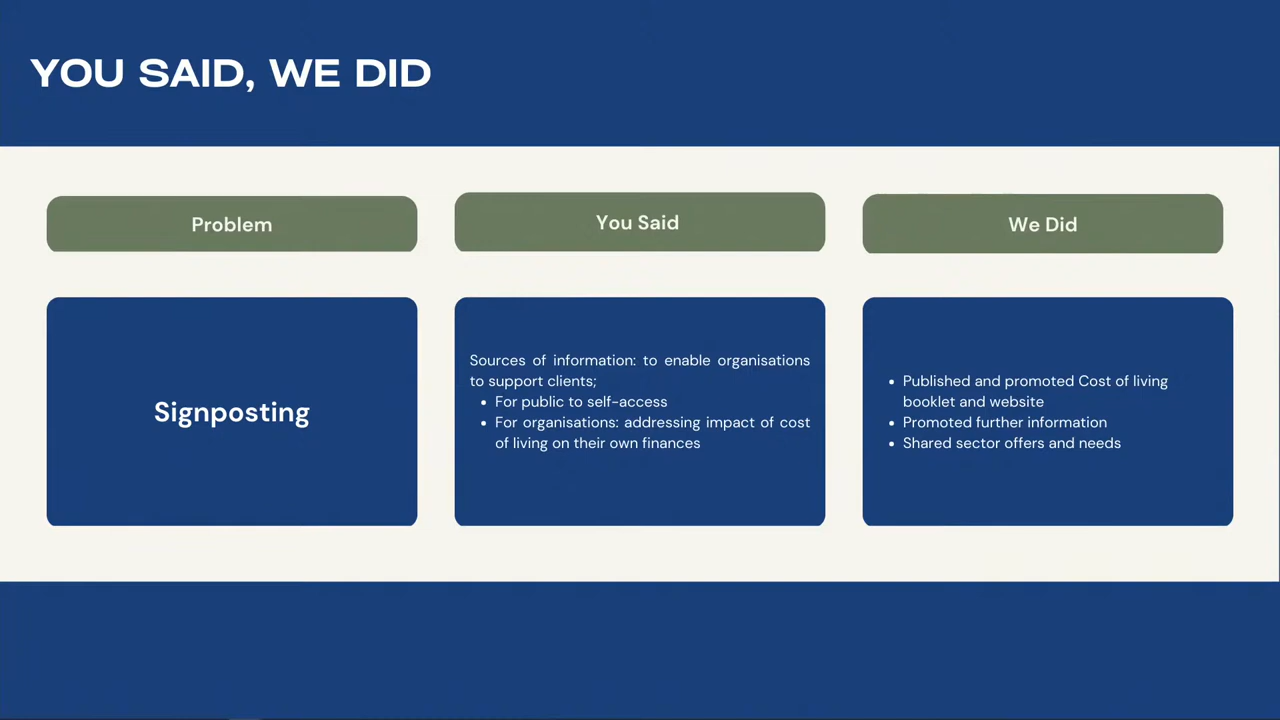 YOU SAID, WE DID
Problem
You Said
We Did
Signposting
Sources of information: to enable organisations
to support clients;
• For public to self-access
• For organisations: addressing impact of cost
of living on their own finances
• Published and promoted Cost of living
booklet and website
• Promoted further information
• Shared sector offers and needs